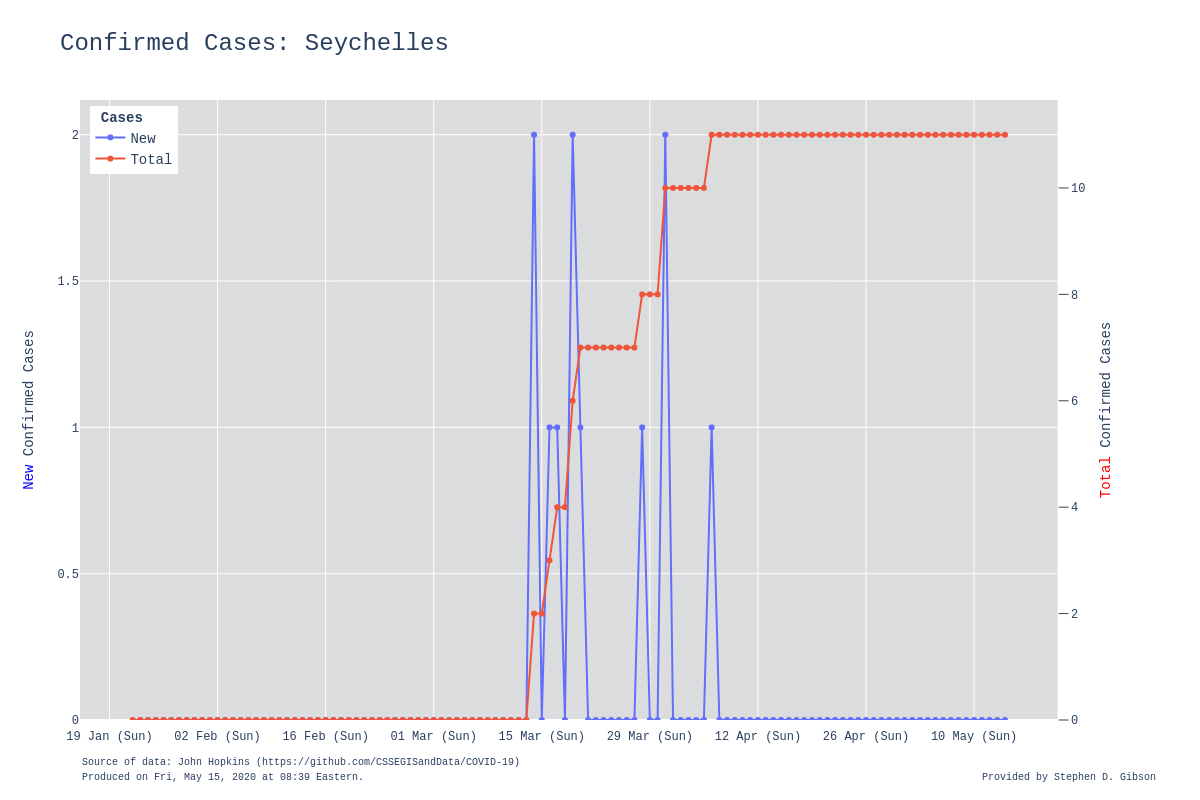 Confirmed Cases: Seychelles
Cases
New
Total
2
1.5
1
0.5
0
New Confirmed Cases
10
8
6
4
2
0
Total Confirmed Cases
19 Jan (Sun) 02 Feb (Sun) 16 Feb (Sun) 01 Mar (Sun) 15 Mar (Sun) 29 Mar (Sun) 12 Apr (Sun) 26 Apr (Sun) 10 May (Sun)
Source of data: John Hopkins (https://github.com/CSSEGISandData/COVID-19)
Produced on Fri, May 15, 2020 at 08:39 Eastern.
Provided by Stephen D. Gibson